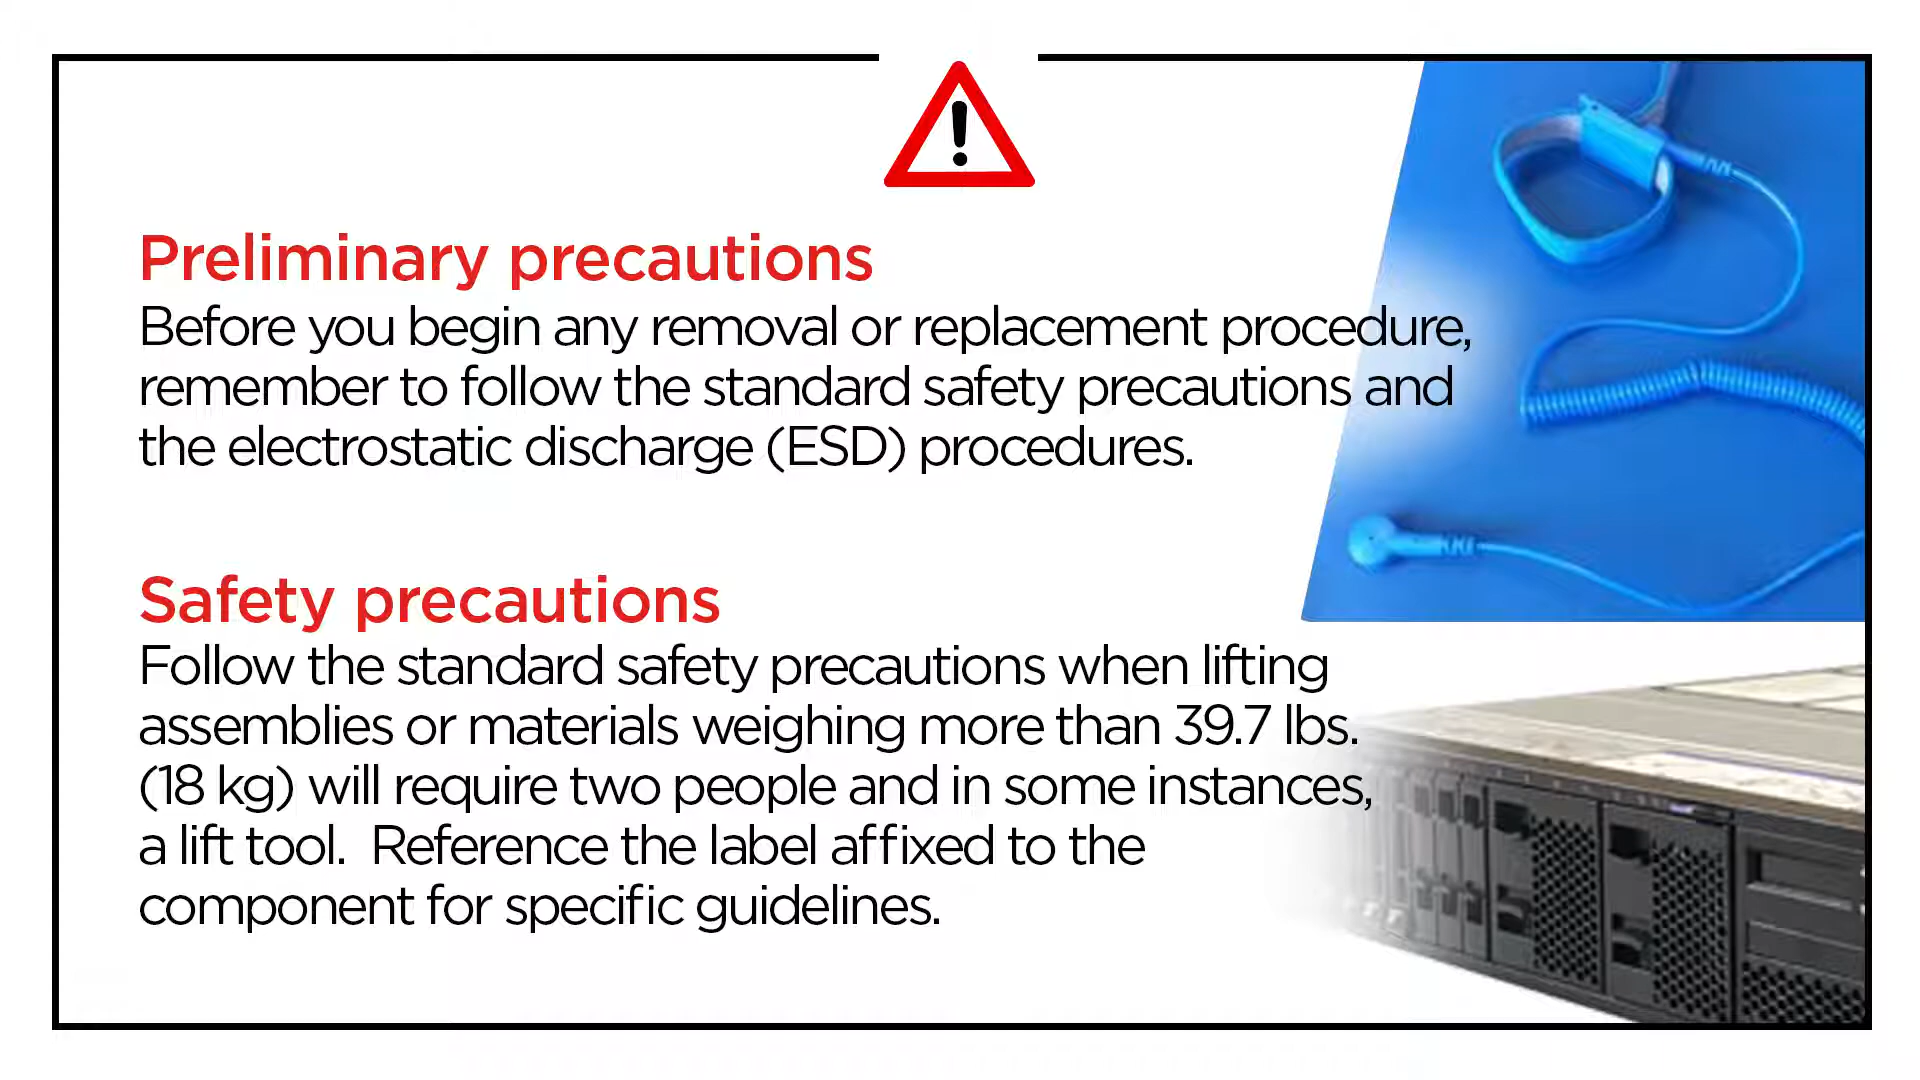 Preliminary precautions
Before you begin any removal or replacement procedure,
remember to follow the standard safety precautions and
the electrostatic discharge (ESD) procedures.
Safety precautions
Follow the standard safety precautions when lifting
assemblies or materials weighing more than 39.7 lbs.
(18 kg) will require two people and in some instances,
a lift tool.  Reference the label affixed to the
component for specific guidelines.